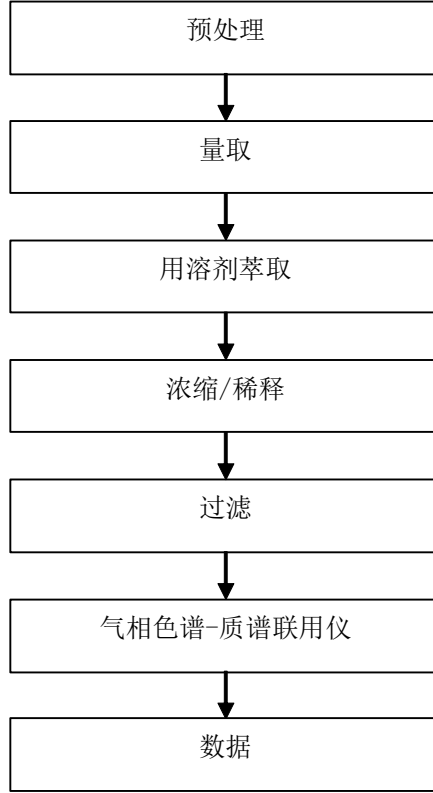 预处理
量取
用溶剂萃取
浓缩/稀释
过滤
气相色谱-质谱联用仪
数据